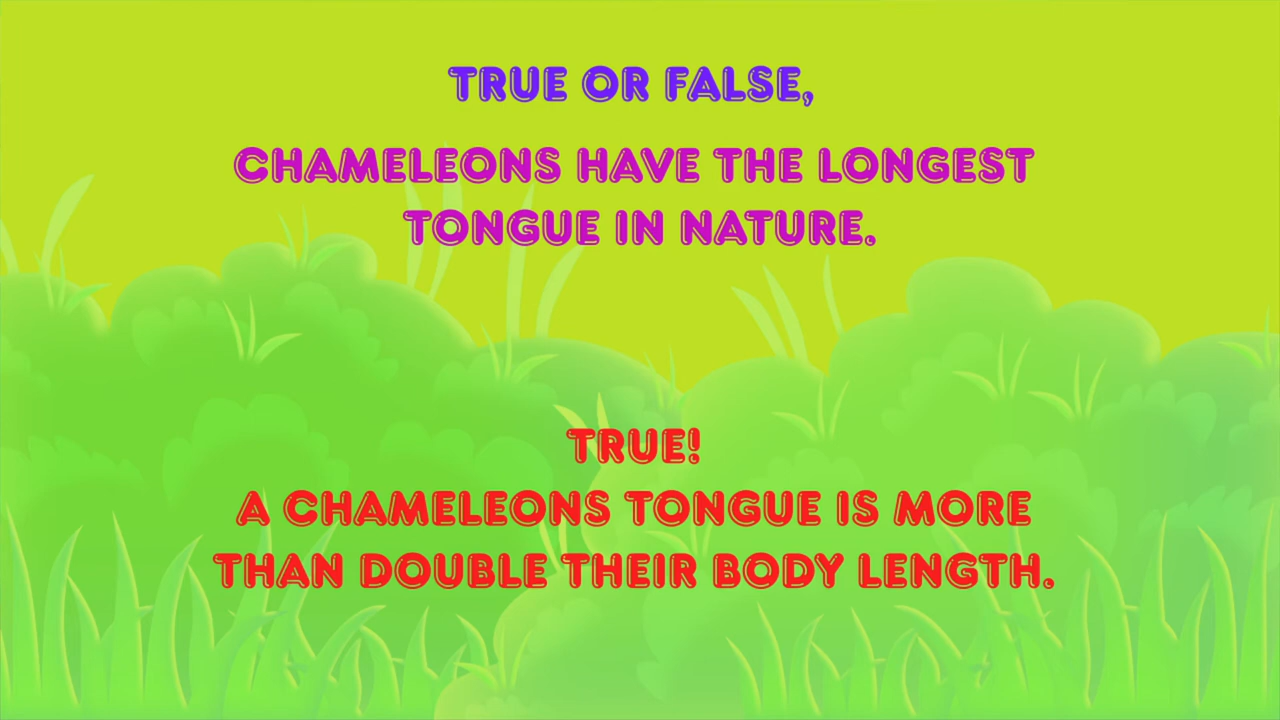 TRUE OR FALSE,
CHAMELEONS HAVE THE LONGEST
TONGUE IN NATURE.
TRUE!
A CHAMELEONS TONGUE IS MORE
THAN DOUBLE THEIR BODY LENGTH.